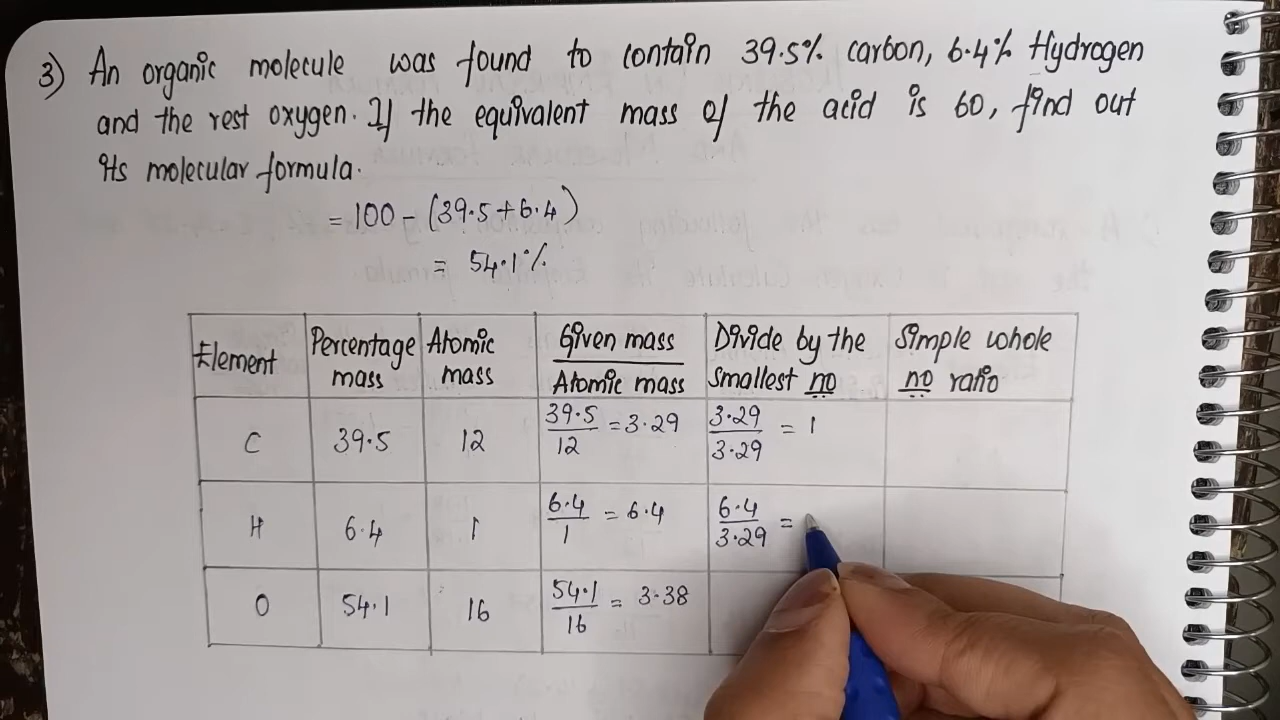 3) An organic molecule was found to contain 39.5% carbon, 6.4% Hydrogen
and the rest oxygen. If the equivalent mass of the acid is 60, find out
its molecular formula.
= 100 - (39.5+6.4)
= 54.1%
Element | Percentage mass | Atomic mass | Given mass / Atomic mass | Divide by the smallest no | Simple whole no ratio
C | 39.5 | 12 | 39.5/12 = 3.29 | 3.29/3.29 = 1
H | 6.4 | 1 | 6.4/1 = 6.4 | 6.4/3.29 =
O | 54.1 | 16 | 54.1/16 = 3.38